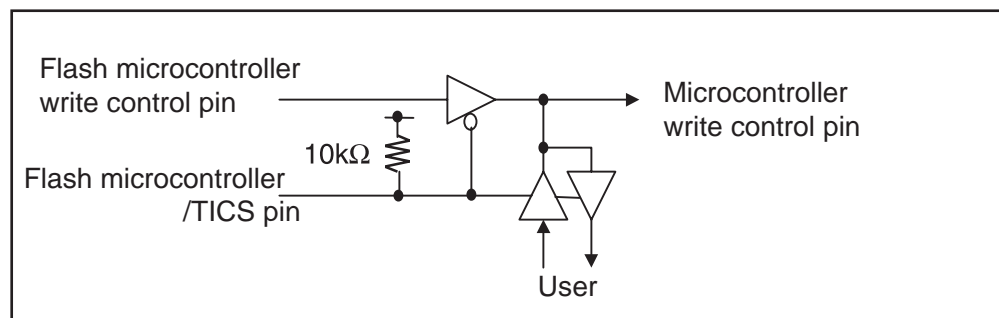 Flash microcontroller
write control pin
Microcontroller
write control pin
10kΩ
Flash microcontroller
/TICS pin
User